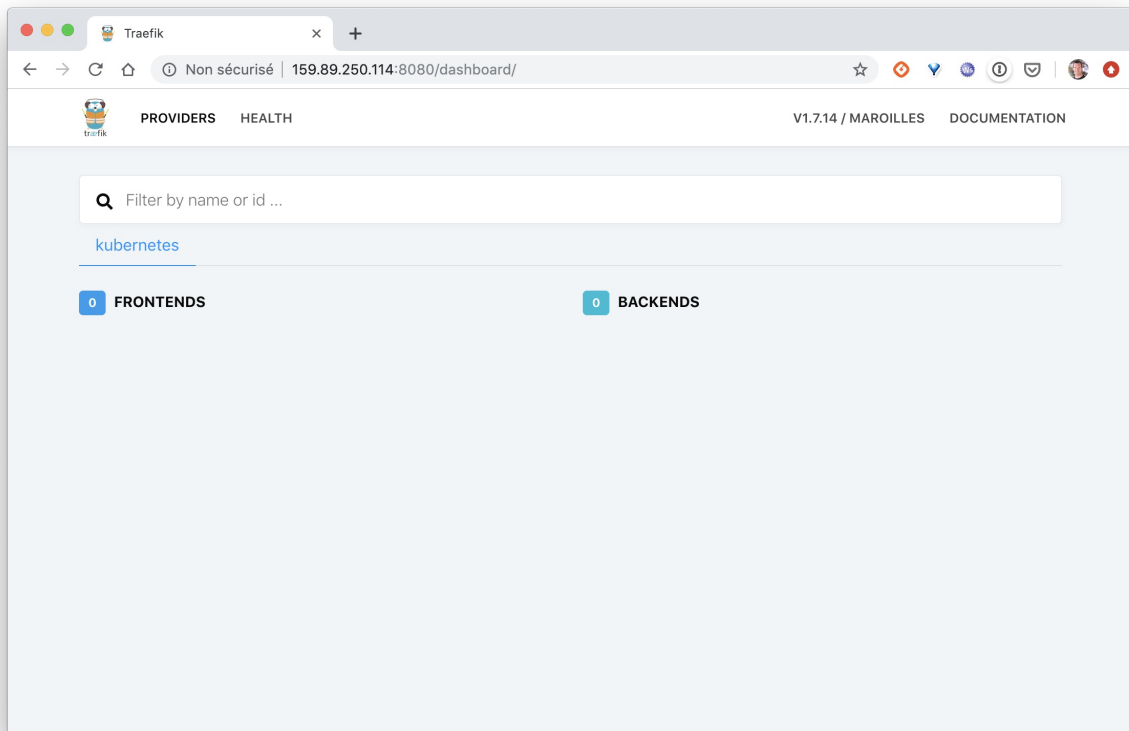 Traefik
Non sécurisé 159.89.250.114:8080/dashboard/
træfik
PROVIDERS HEALTH V1.7.14 / MAROILLES DOCUMENTATION
Filter by name or id ...
kubernetes
0 FRONTENDS 0 BACKENDS